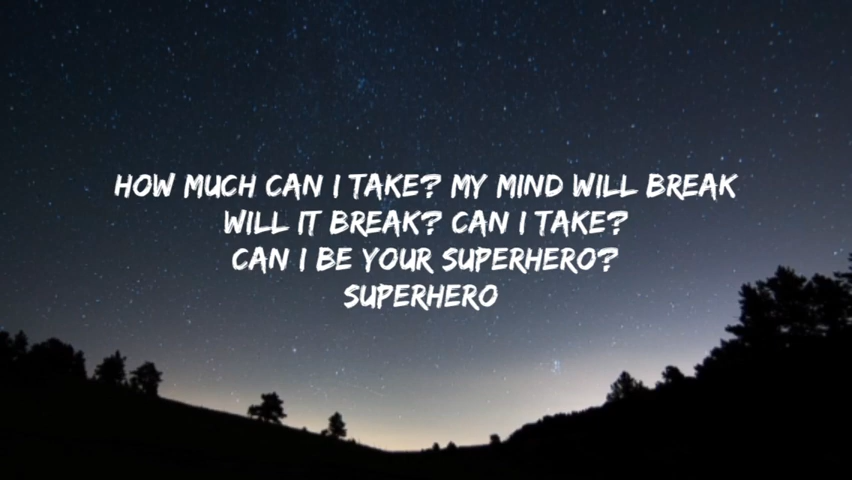 HOW MUCH CAN I TAKE? MY MIND WILL BREAK
WILL IT BREAK? CAN I TAKE?
CAN I BE YOUR SUPERHERO?
SUPERHERO